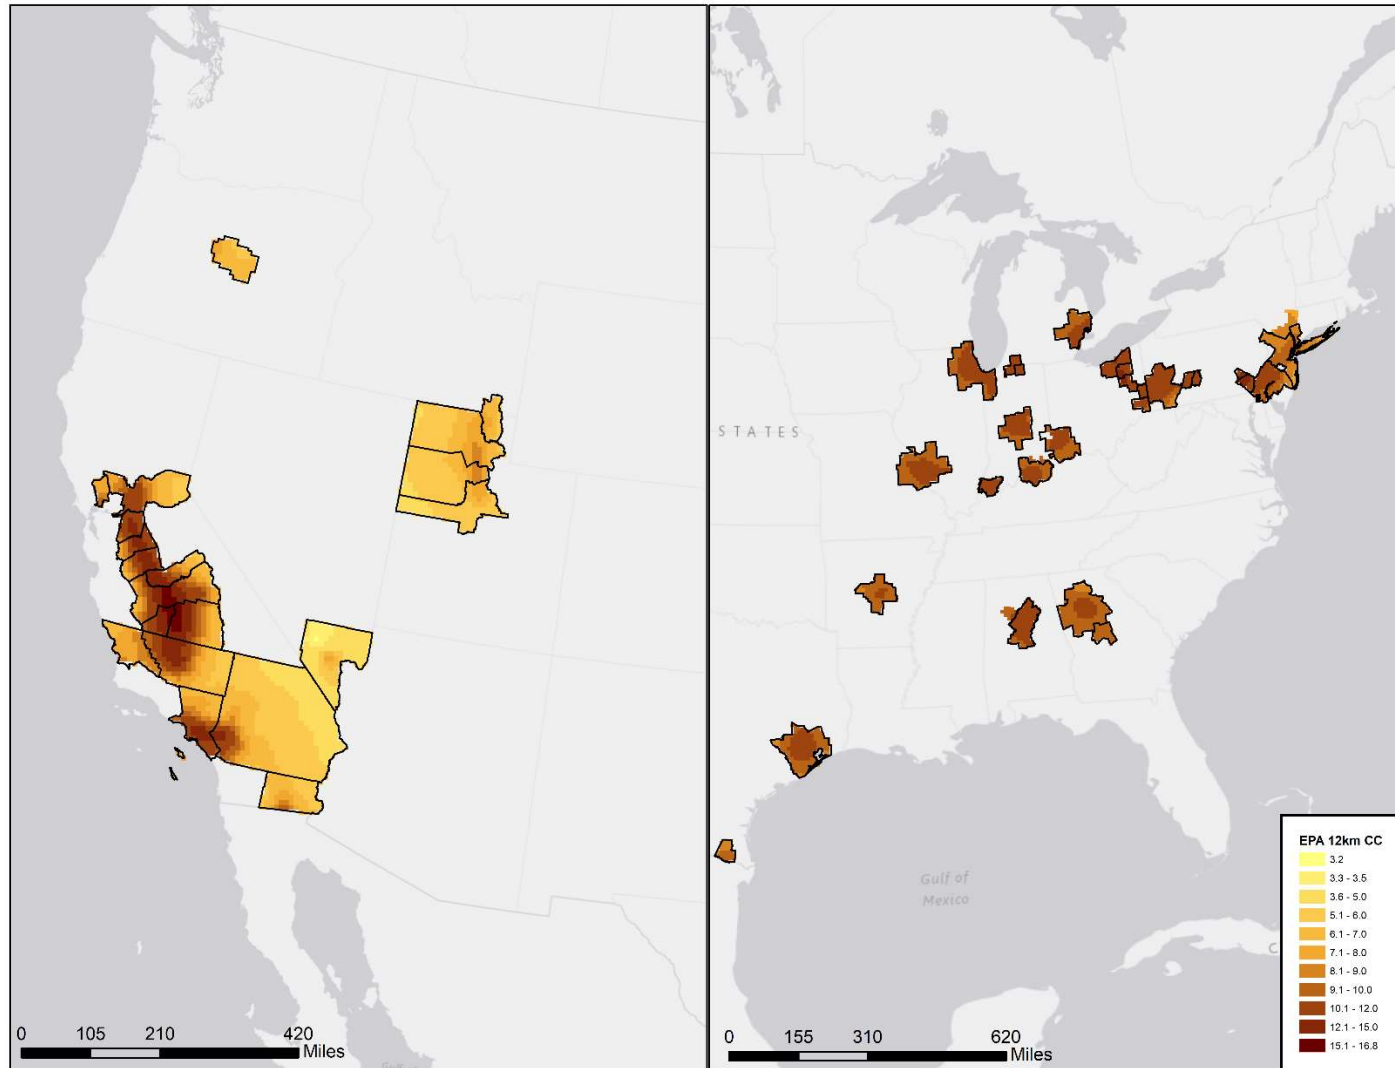 STATES
Gulf of
Mexico
C
EPA 12km CC
3.2
3.3 - 3.5
3.6 - 5.0
5.1 - 6.0
6.1 - 7.0
7.1 - 8.0
8.1 - 9.0
9.1 - 10.0
10.1 - 12.0
12.1 - 15.0
15.1 - 16.8
0 105 210 420
Miles
0 155 310 620
Miles